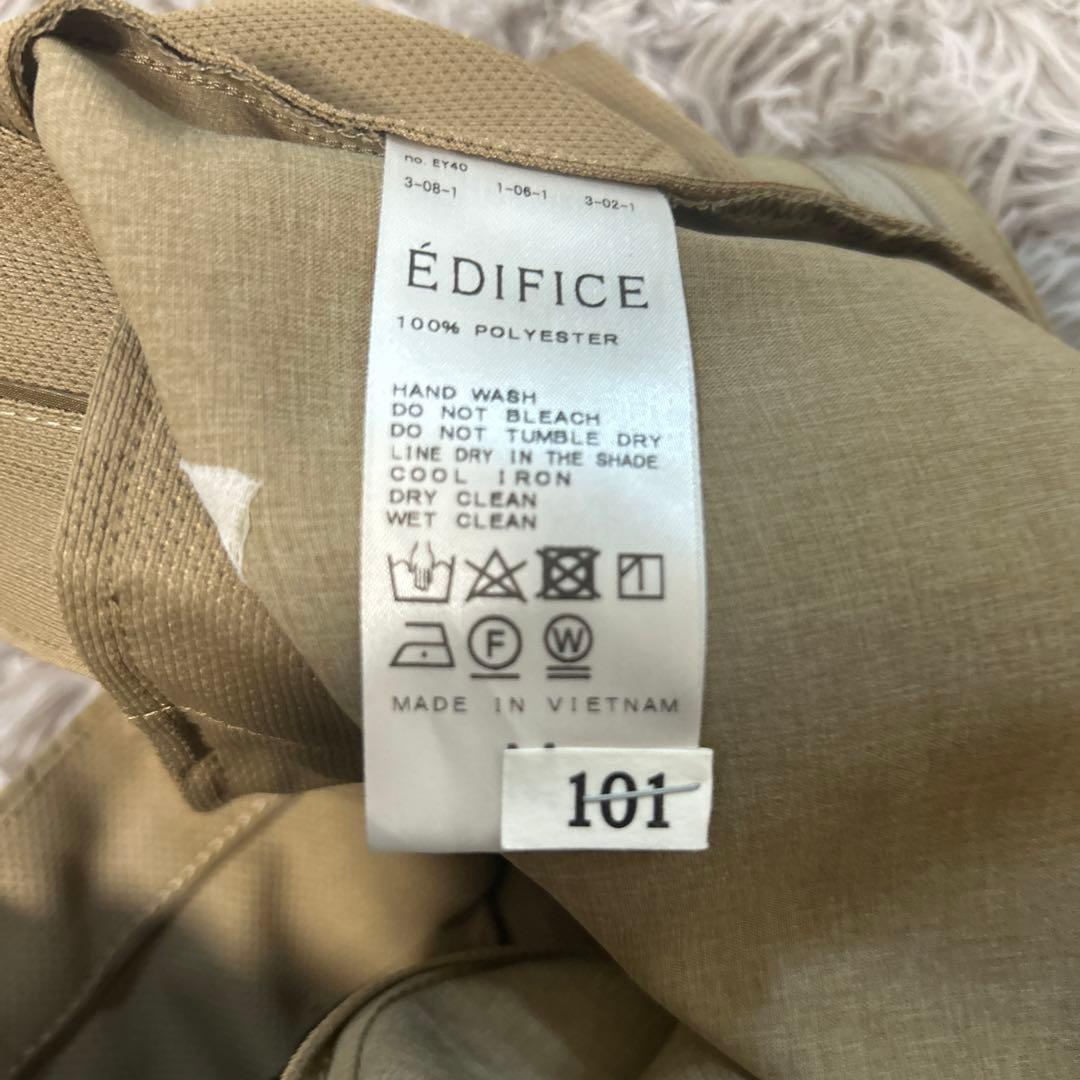 no. EY40
3-08-1 1-06-1 3-02-1
ÉDIFICE
100% POLYESTER
HAND WASH
DO NOT BLEACH
DO NOT TUMBLE DRY
LINE DRY IN THE SHADE
COOL IRON
DRY CLEAN
WET CLEAN
F W
MADE IN VIETNAM
101